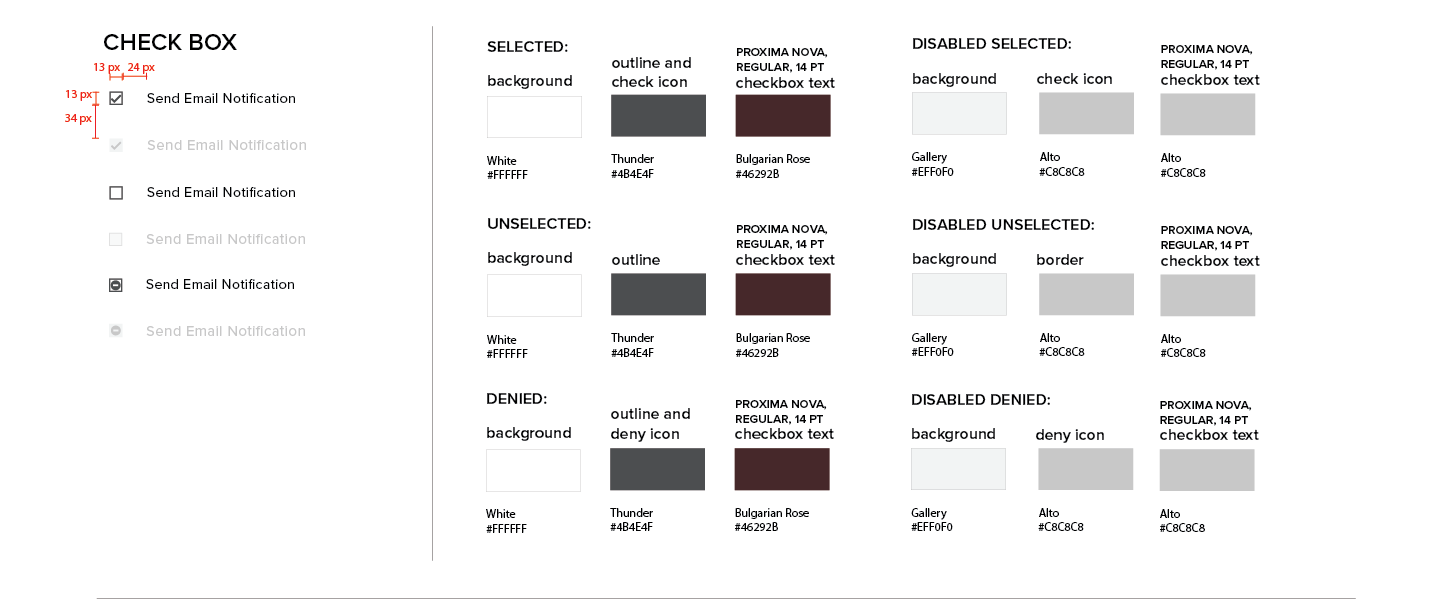 CHECK BOX
13 px
24 px
13 px
34 px
Send Email Notification
Send Email Notification
Send Email Notification
Send Email Notification
Send Email Notification
Send Email Notification
SELECTED:
background
White
#FFFFFF
outline and
check icon
Thunder
#4B4E4F
PROXIMA NOVA,
REGULAR, 14 PT
checkbox text
Bulgarian Rose
#46292B
DISABLED SELECTED:
background
Gallery
#EFF0F0
check icon
Alto
#C8C8C8
PROXIMA NOVA,
REGULAR, 14 PT
checkbox text
Alto
#C8C8C8
UNSELECTED:
background
White
#FFFFFF
outline
Thunder
#4B4E4F
PROXIMA NOVA,
REGULAR, 14 PT
checkbox text
Bulgarian Rose
#46292B
DISABLED UNSELECTED:
background
Gallery
#EFF0F0
border
Alto
#C8C8C8
PROXIMA NOVA,
REGULAR, 14 PT
checkbox text
Alto
#C8C8C8
DENIED:
background
White
#FFFFFF
outline and
deny icon
Thunder
#4B4E4F
PROXIMA NOVA,
REGULAR, 14 PT
checkbox text
Bulgarian Rose
#46292B
DISABLED DENIED:
background
Gallery
#EFF0F0
deny icon
Alto
#C8C8C8
PROXIMA NOVA,
REGULAR, 14 PT
checkbox text
Alto
#C8C8C8